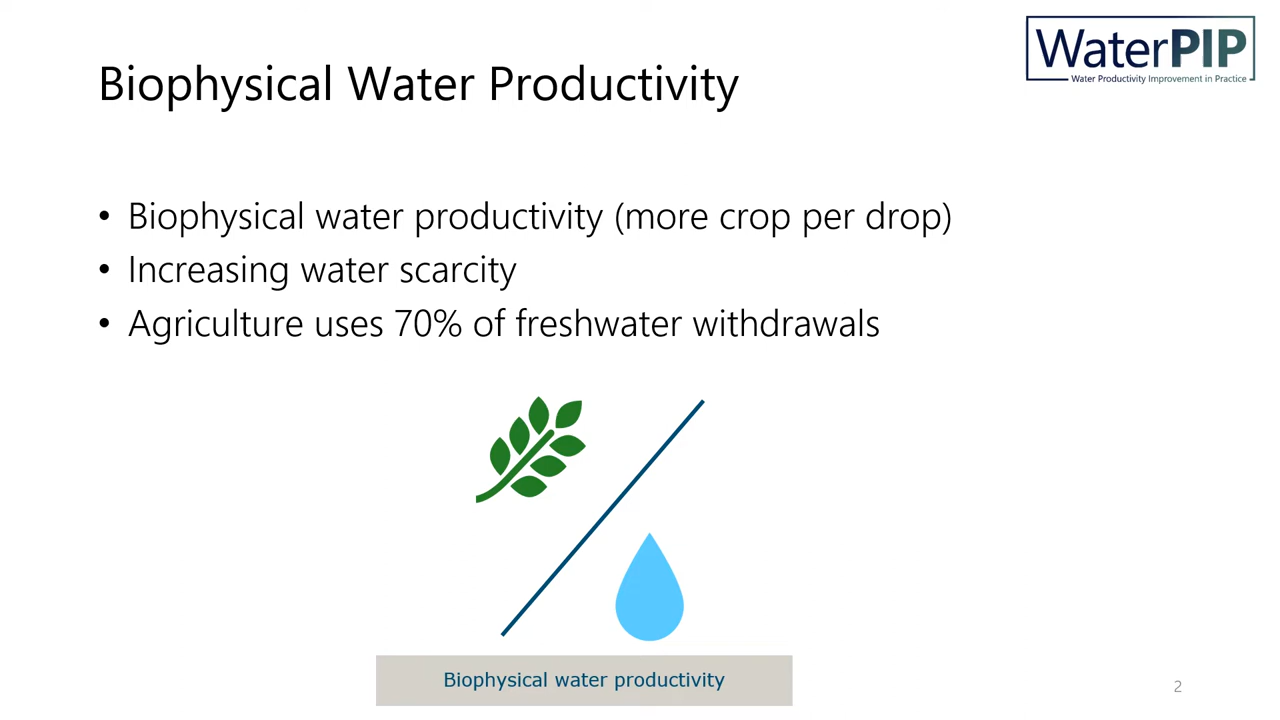 WaterPIP
Water Productivity Improvement in Practice
Biophysical Water Productivity
• Biophysical water productivity (more crop per drop)
• Increasing water scarcity
• Agriculture uses 70% of freshwater withdrawals
Biophysical water productivity
2